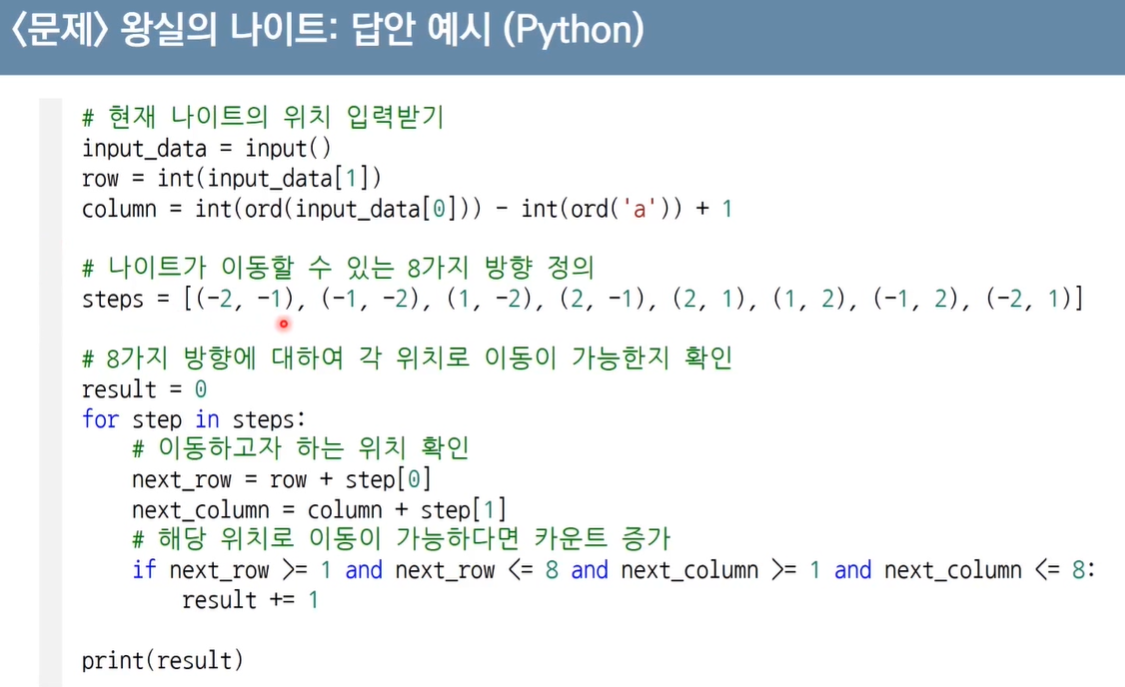 〈문제〉 왕실의 나이트: 답안 예시 (Python)
# 현재 나이트의 위치 입력받기
input_data = input()
row = int(input_data[1])
column = int(ord(input_data[0])) - int(ord('a')) + 1
# 나이트가 이동할 수 있는 8가지 방향 정의
steps = [(-2, -1), (-1, -2), (1, -2), (2, -1), (2, 1), (1, 2), (-1, 2), (-2, 1)]
# 8가지 방향에 대하여 각 위치로 이동이 가능한지 확인
result = 0
for step in steps:
    # 이동하고자 하는 위치 확인
    next_row = row + step[0]
    next_column = column + step[1]
    # 해당 위치로 이동이 가능하다면 카운트 증가
    if next_row >= 1 and next_row <= 8 and next_column >= 1 and next_column <= 8:
        result += 1
print(result)